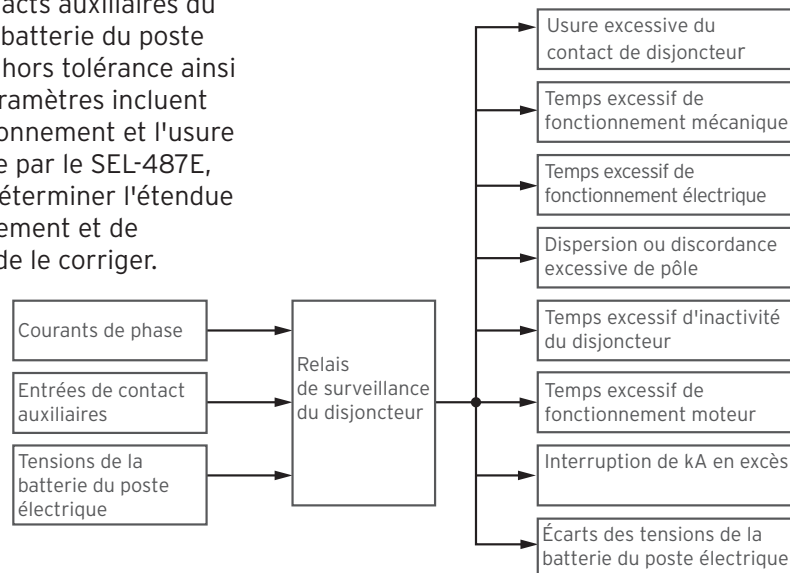 acts auxiliaires du
batterie du poste
hors tolérance ainsi
ramètres incluent
onnement et l'usure
e par le SEL-487E,
déterminer l'étendue
ement et de
de le corriger.
Courants de phase
Entrées de contact
auxiliaires
Tensions de la
batterie du poste
électrique
Relais
de surveillance
du disjoncteur
Usure excessive du
contact de disjoncteur
Temps excessif de
fonctionnement mécanique
Temps excessif de
fonctionnement électrique
Dispersion ou discordance
excessive de pôle
Temps excessif d'inactivité
du disjoncteur
Temps excessif de
fonctionnement moteur
Interruption de kA en excès
Écarts des tensions de la
batterie du poste électrique